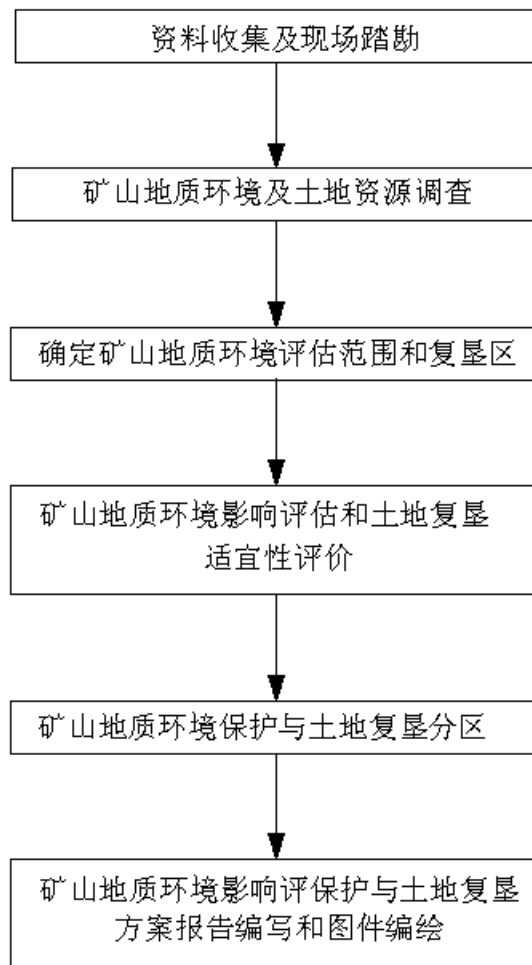 资料收集及现场踏勘
矿山地质环境及土地资源调查
确定矿山地质环境评估范围和复垦区
矿山地质环境影响评估和土地复垦
适宜性评价
矿山地质环境保护与土地复垦分区
矿山地质环境影响评保护与土地复垦
方案报告编写和图件编绘